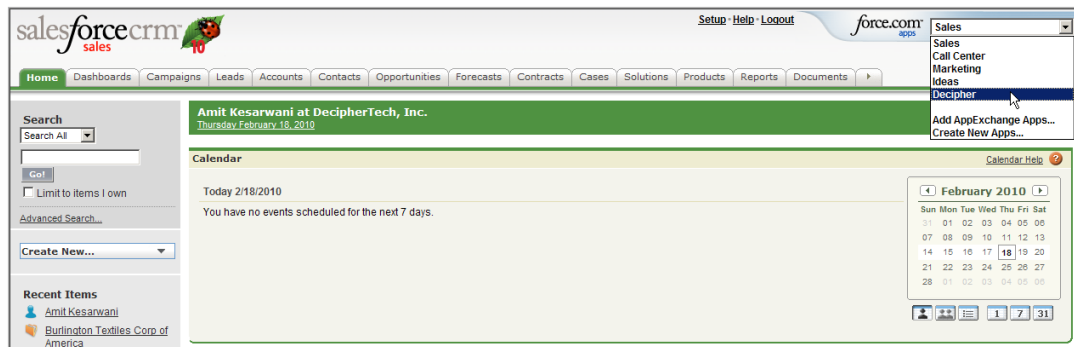 salesforcecrm
sales
10
Setup · Help · Logout
force.com
apps
Sales
Sales
Call Center
Marketing
Ideas
Decipher
Add AppExchange Apps...
Create New Apps...
Home Dashboards Campaigns Leads Accounts Contacts Opportunities Forecasts Contracts Cases Solutions Products Reports Documents
Search
Search All
Go!
Limit to items I own
Advanced Search...
Create New...
Recent Items
Amit Kesarwani
Burlington Textiles Corp of
America
Amit Kesarwani at DecipherTech, Inc.
Thursday February 18, 2010
Calendar
Calendar Help ?
Today 2/18/2010
You have no events scheduled for the next 7 days.
February 2010
Sun Mon Tue Wed Thu Fri Sat
31 01 02 03 04 05 06
07 08 09 10 11 12 13
14 15 16 17 18 19 20
21 22 23 24 25 26 27
28 01 02 03 04 05 06
1 7 31